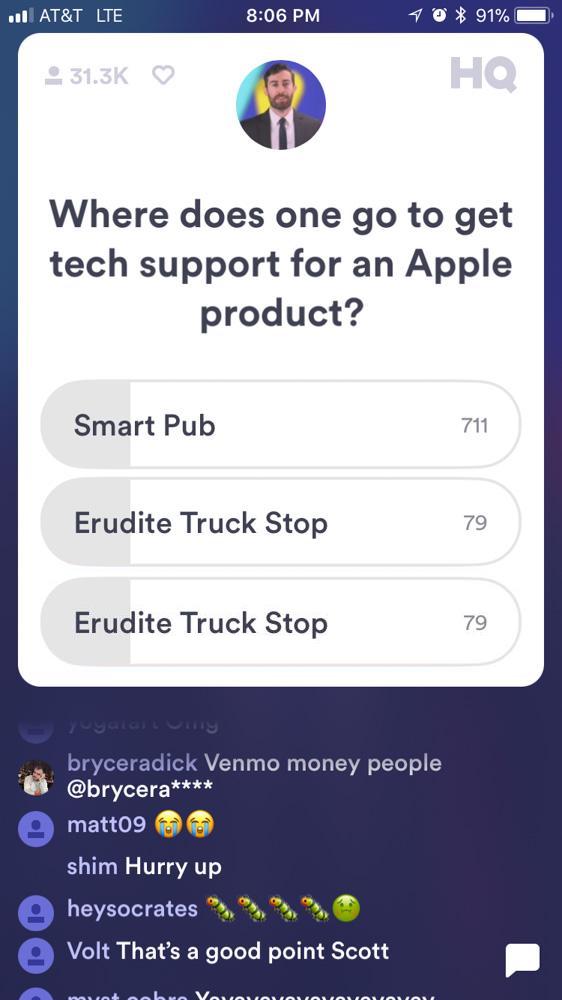 AT&T LTE 8:06 PM 91%
31.3K HQ
Where does one go to get
tech support for an Apple
product?
Smart Pub 711
Erudite Truck Stop 79
Erudite Truck Stop 79
yogafart Omg
bryceradick Venmo money people
@brycera****
matt09 😭😭
shim Hurry up
heysocrates 🐛🐛🐛🐛🤢
Volt That's a good point Scott